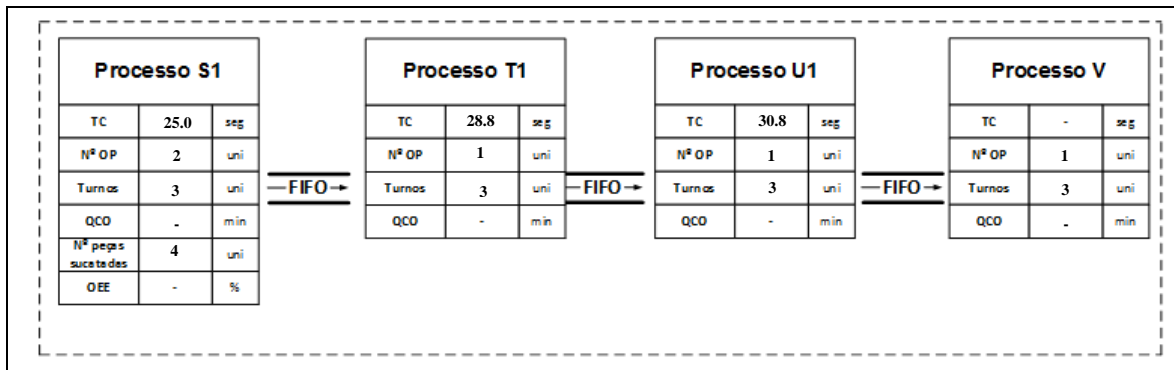 Processo S1
TC 25.0 seg
Nº OP 2 uni
Turnos 3 uni
QCO - min
Nº peças sucatadas 4 uni
OEE - %
FIFO
Processo T1
TC 28.8 seg
Nº OP 1 uni
Turnos 3 uni
QCO - min
FIFO
Processo U1
TC 30.8 seg
Nº OP 1 uni
Turnos 3 uni
QCO - min
FIFO
Processo V
TC - seg
Nº OP 1 uni
Turnos 3 uni
QCO - min